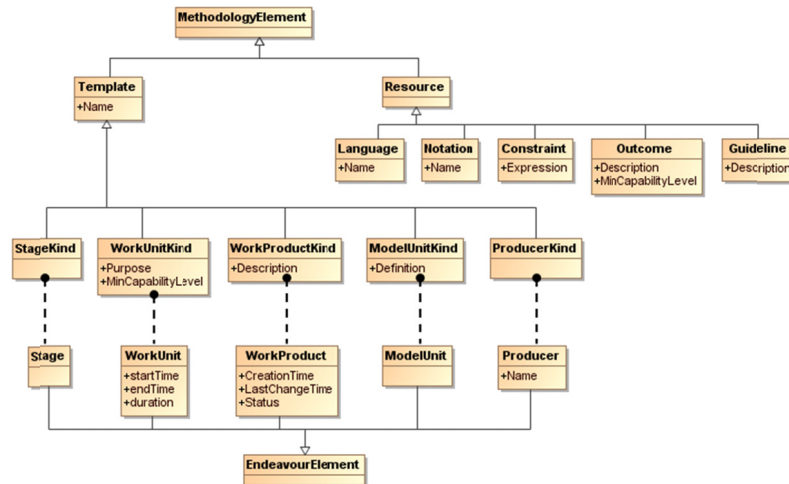 MethodologyElement
Template
+Name
Resource
Language
+Name
Notation
+Name
Constraint
+Expression
Outcome
+Description
+MinCapabilityLevel
Guideline
+Description
StageKind
WorkUnitKind
+Purpose
+MinCapabilityLevel
WorkProductKind
+Description
ModelUnitKind
+Definition
ProducerKind
Stage
WorkUnit
+startTime
+endTime
+duration
WorkProduct
+CreationTime
+LastChangeTime
+Status
ModelUnit
Producer
+Name
EndeavourElement